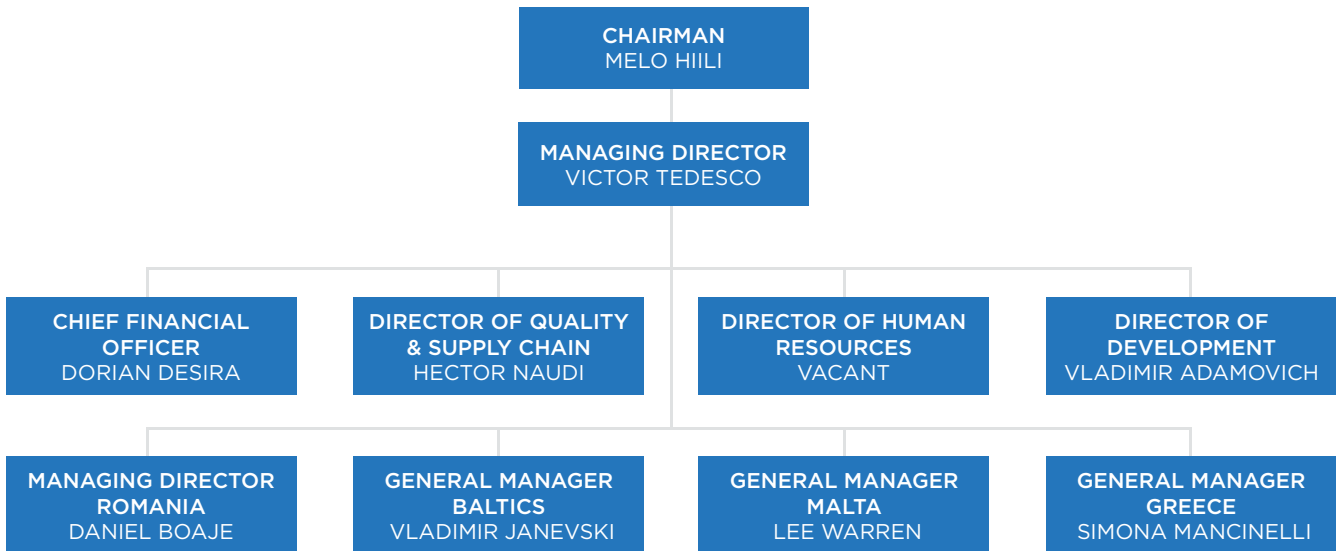 CHAIRMAN
MELO HIILI
MANAGING DIRECTOR
VICTOR TEDESCO
CHIEF FINANCIAL
OFFICER
DORIAN DESIRA
DIRECTOR OF QUALITY
& SUPPLY CHAIN
HECTOR NAUDI
DIRECTOR OF HUMAN
RESOURCES
VACANT
DIRECTOR OF
DEVELOPMENT
VLADIMIR ADAMOVICH
MANAGING DIRECTOR
ROMANIA
DANIEL BOAJE
GENERAL MANAGER
BALTICS
VLADIMIR JANEVSKI
GENERAL MANAGER
MALTA
LEE WARREN
GENERAL MANAGER
GREECE
SIMONA MANCINELLI